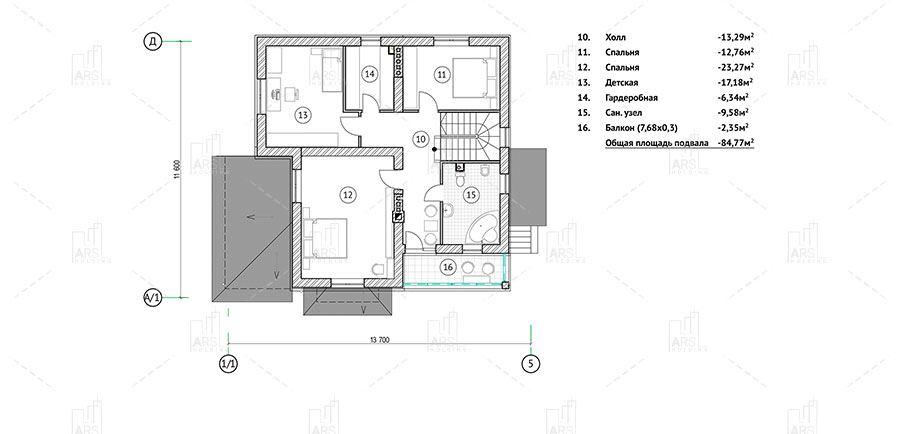 Д
А/1
11 600
13 700
1/1
5
10
11
12
13
14
15
16
10. Холл -13,29м²
11. Спальня -12,76м²
12. Спальня -23,27м²
13. Детская -17,18м²
14. Гардеробная -6,34м²
15. Сан. узел -9,58м²
16. Балкон (7,68х0,3) -2,35м²
Общая площадь подвала -84,77м²
ARS
HOLDING